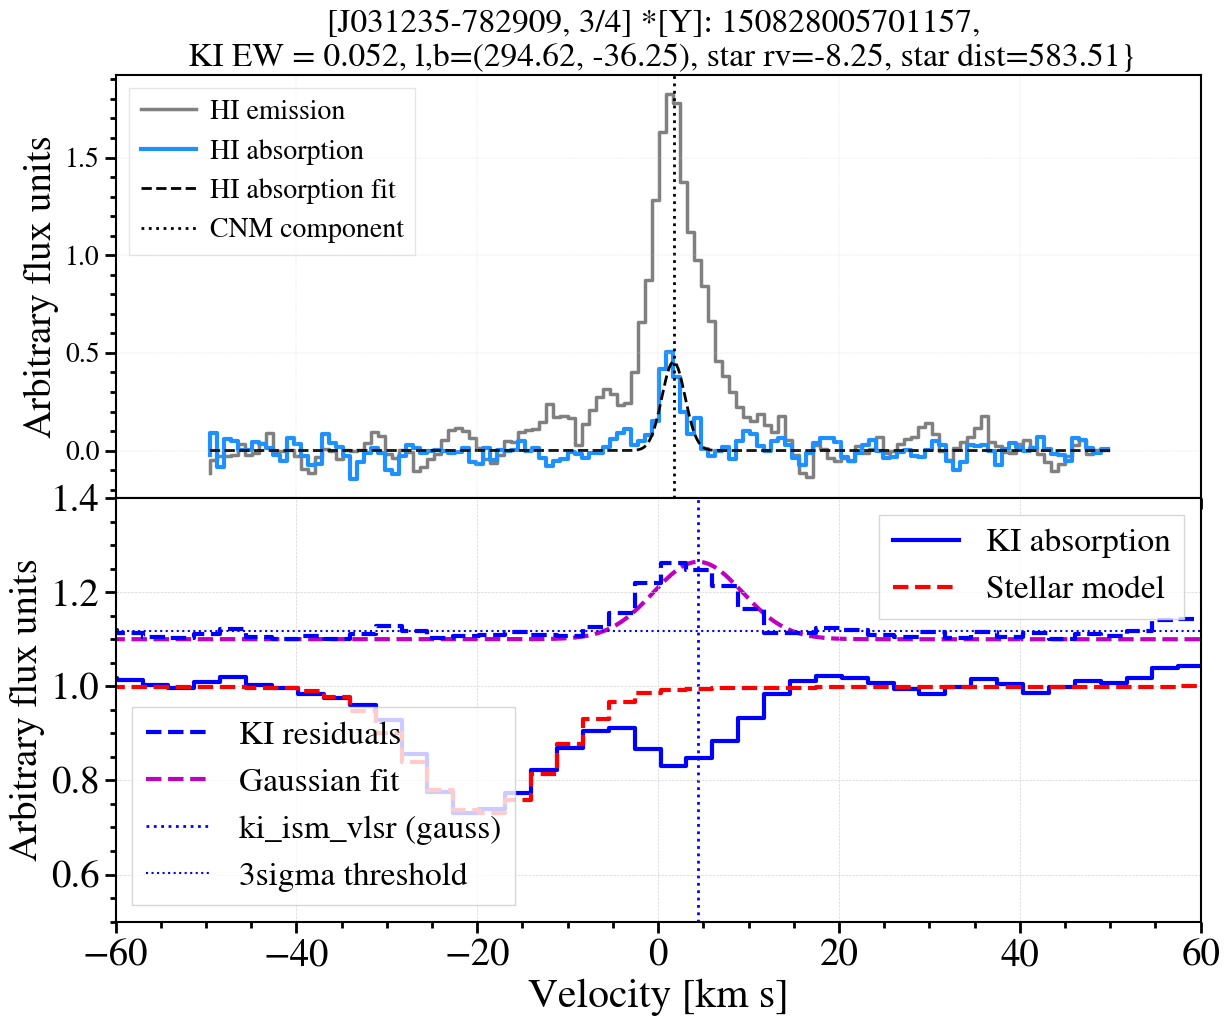 [J031235-782909, 3/4] *[Y]: 150828005701157,
KI EW = 0.052, l,b=(294.62, -36.25), star rv=-8.25, star dist=583.51}
HI emission
HI absorption
HI absorption fit
CNM component
Arbitrary flux units
1.5
1.0
0.5
0.0
KI absorption
Stellar model
KI residuals
Gaussian fit
ki_ism_vlsr (gauss)
3sigma threshold
Arbitrary flux units
1.4
1.2
1.0
0.8
0.6
−60 −40 −20 0 20 40 60
Velocity [km s]